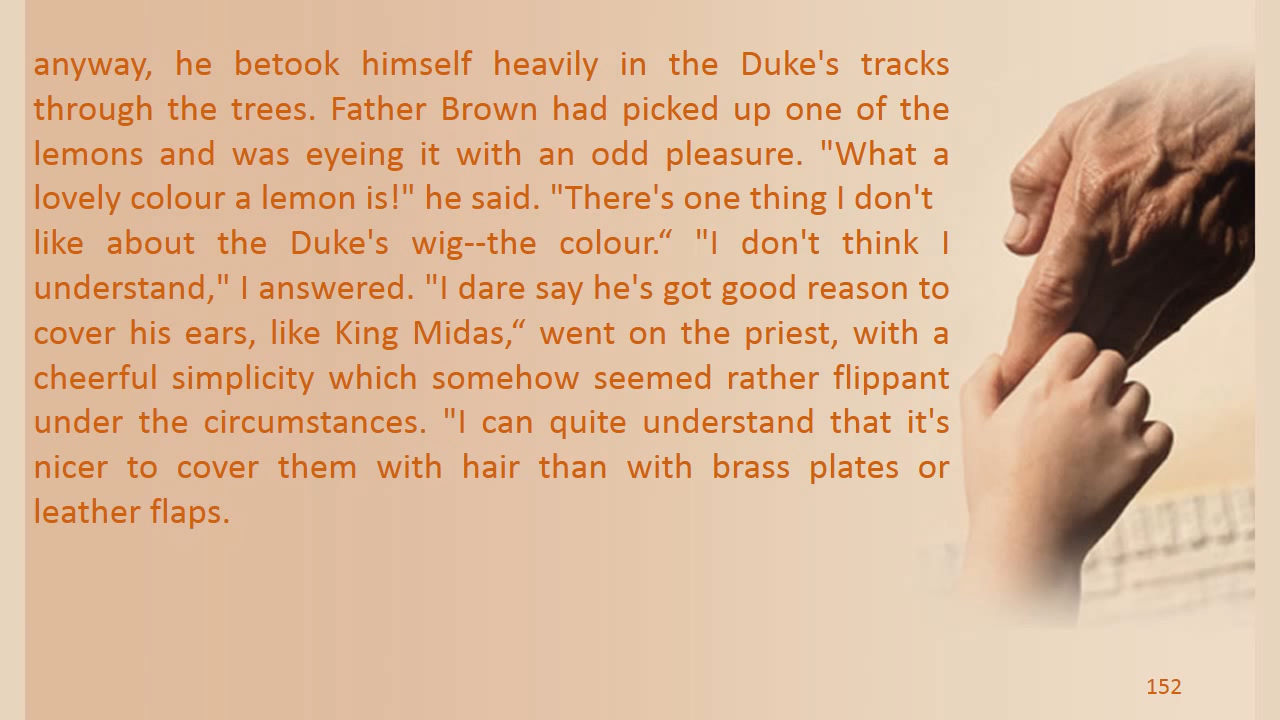 anyway, he betook himself heavily in the Duke's tracks
through the trees. Father Brown had picked up one of the
lemons and was eyeing it with an odd pleasure. "What a
lovely colour a lemon is!" he said. "There's one thing I don't
like about the Duke's wig--the colour.“ "I don't think I
understand," I answered. "I dare say he's got good reason to
cover his ears, like King Midas,“ went on the priest, with a
cheerful simplicity which somehow seemed rather flippant
under the circumstances. "I can quite understand that it's
nicer to cover them with hair than with brass plates or
leather flaps.
152